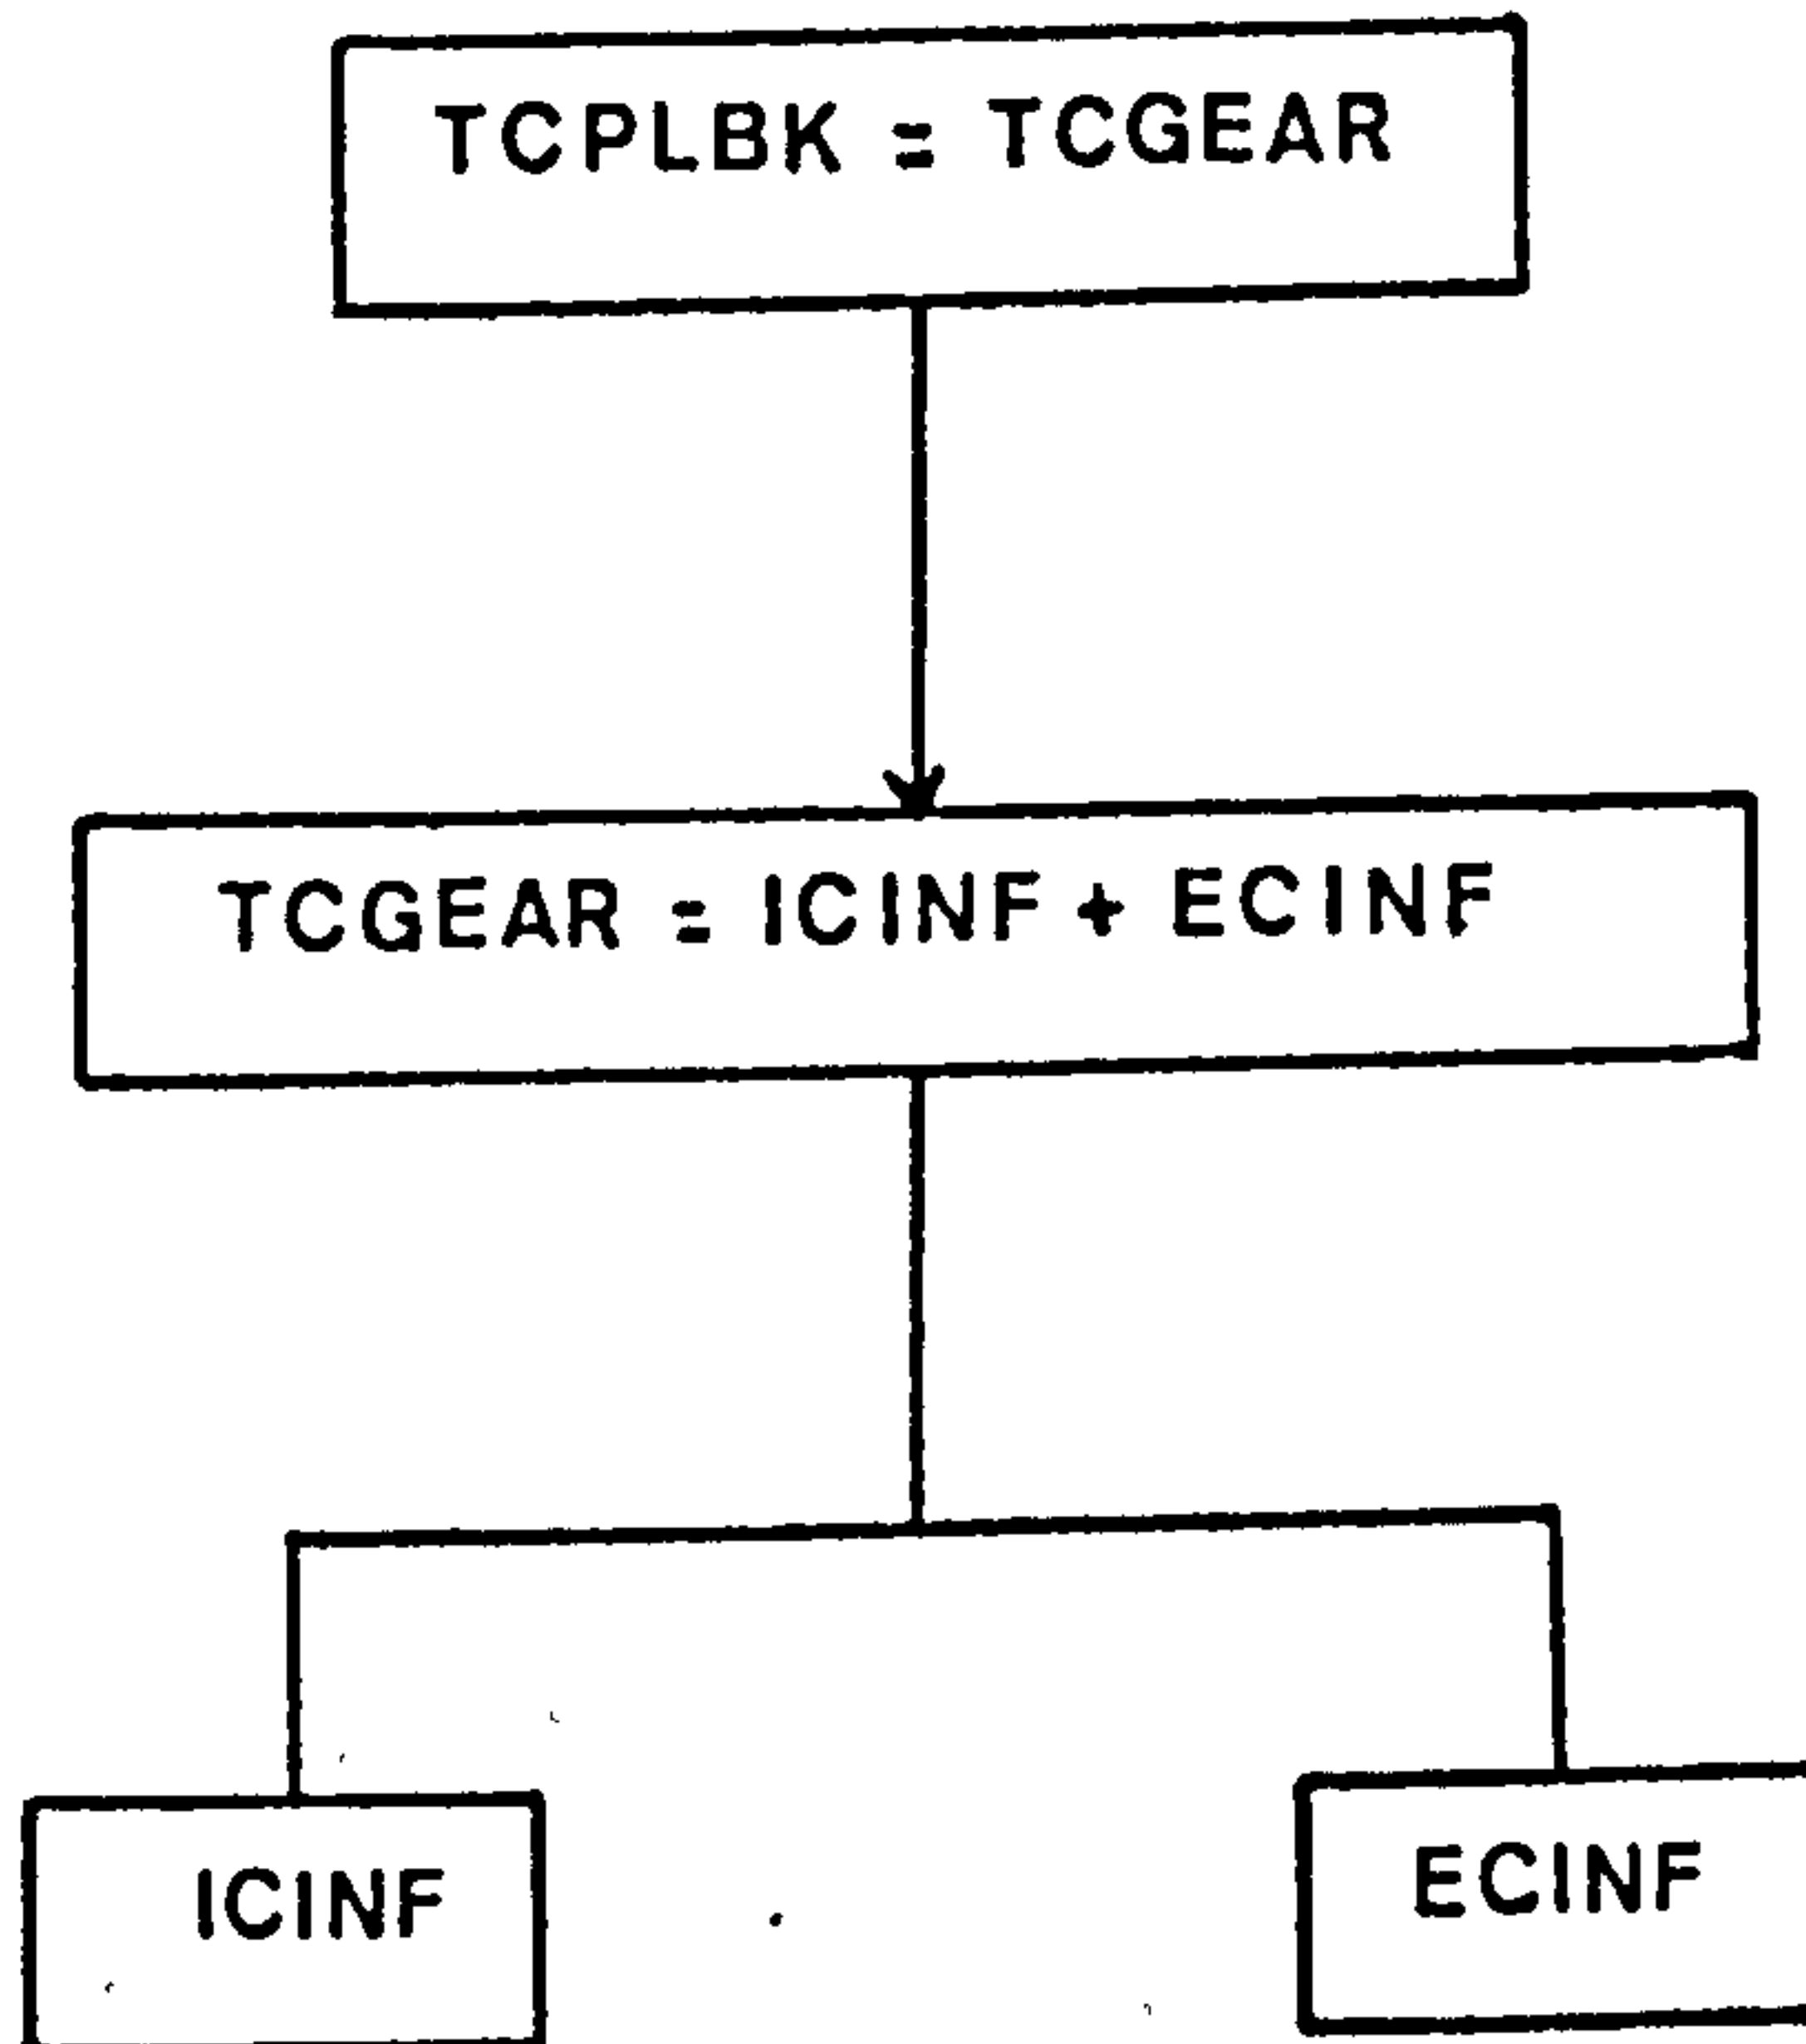 TCPLBK = TCGEAR
TCGEAR = ICINF + ECINF
ICINF
ECINF